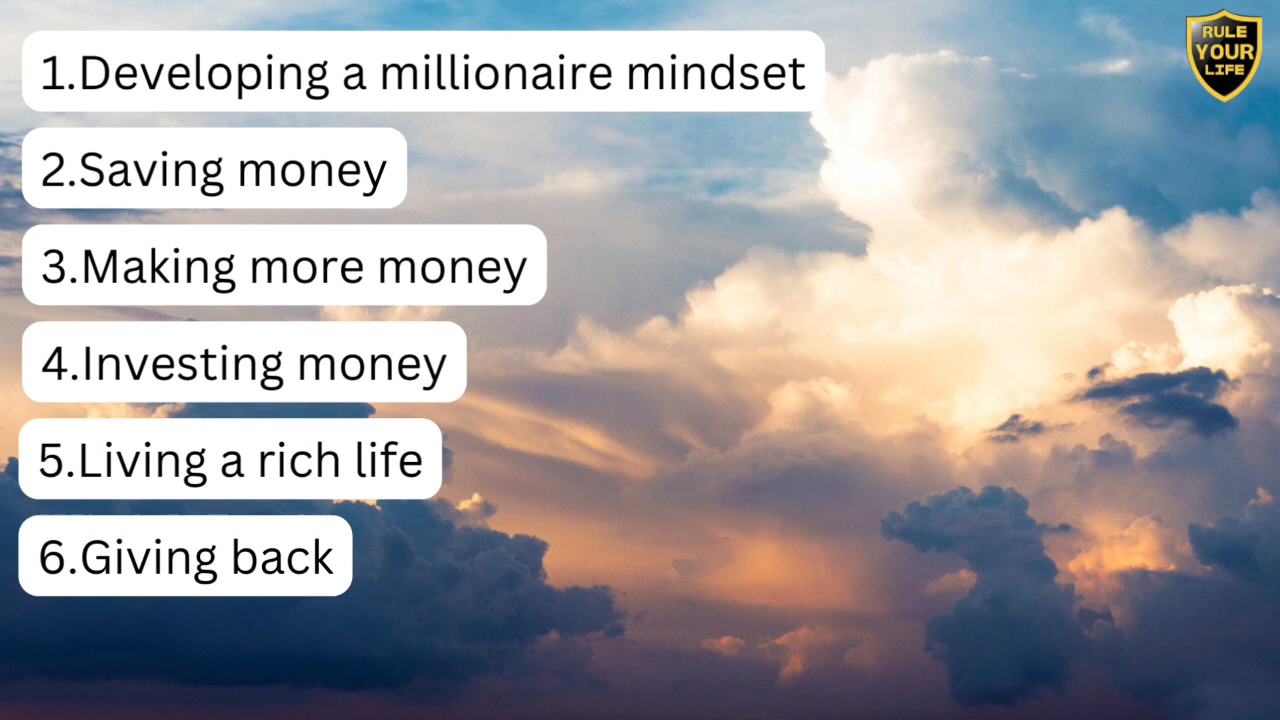 1.Developing a millionaire mindset
2.Saving money
3.Making more money
4.Investing money
5.Living a rich life
6.Giving back
RULE
YOUR
LIFE